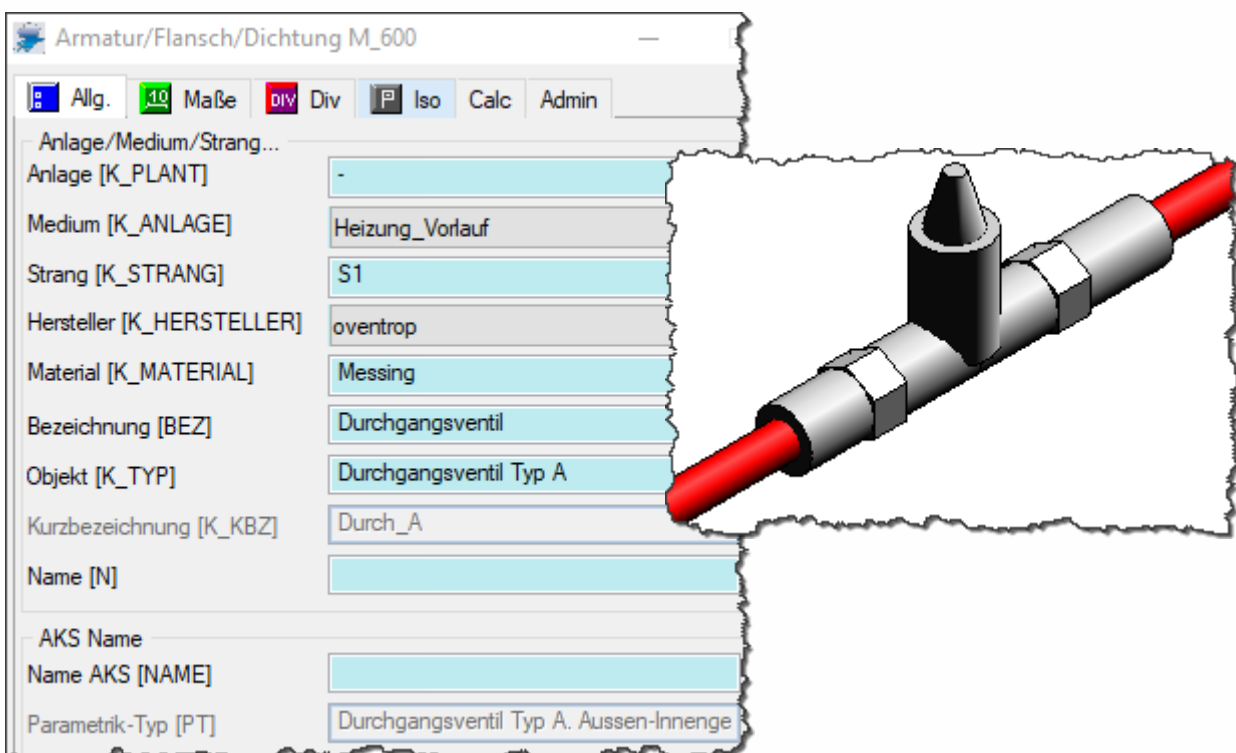 Armatur/Flansch/Dichtung M_600
Allg. 10 Maße DIV Div P Iso Calc Admin
Anlage/Medium/Strang...
Anlage [K_PLANT] -
Medium [K_ANLAGE] Heizung_Vorlauf
Strang [K_STRANG] S1
Hersteller [K_HERSTELLER] oventrop
Material [K_MATERIAL] Messing
Bezeichnung [BEZ] Durchgangsventil
Objekt [K_TYP] Durchgangsventil Typ A
Kurzbezeichnung [K_KBZ] Durch_A
Name [N]
AKS Name
Name AKS [NAME]
Parametrik-Typ [PT] Durchgangsventil Typ A. Aussen-Innenge